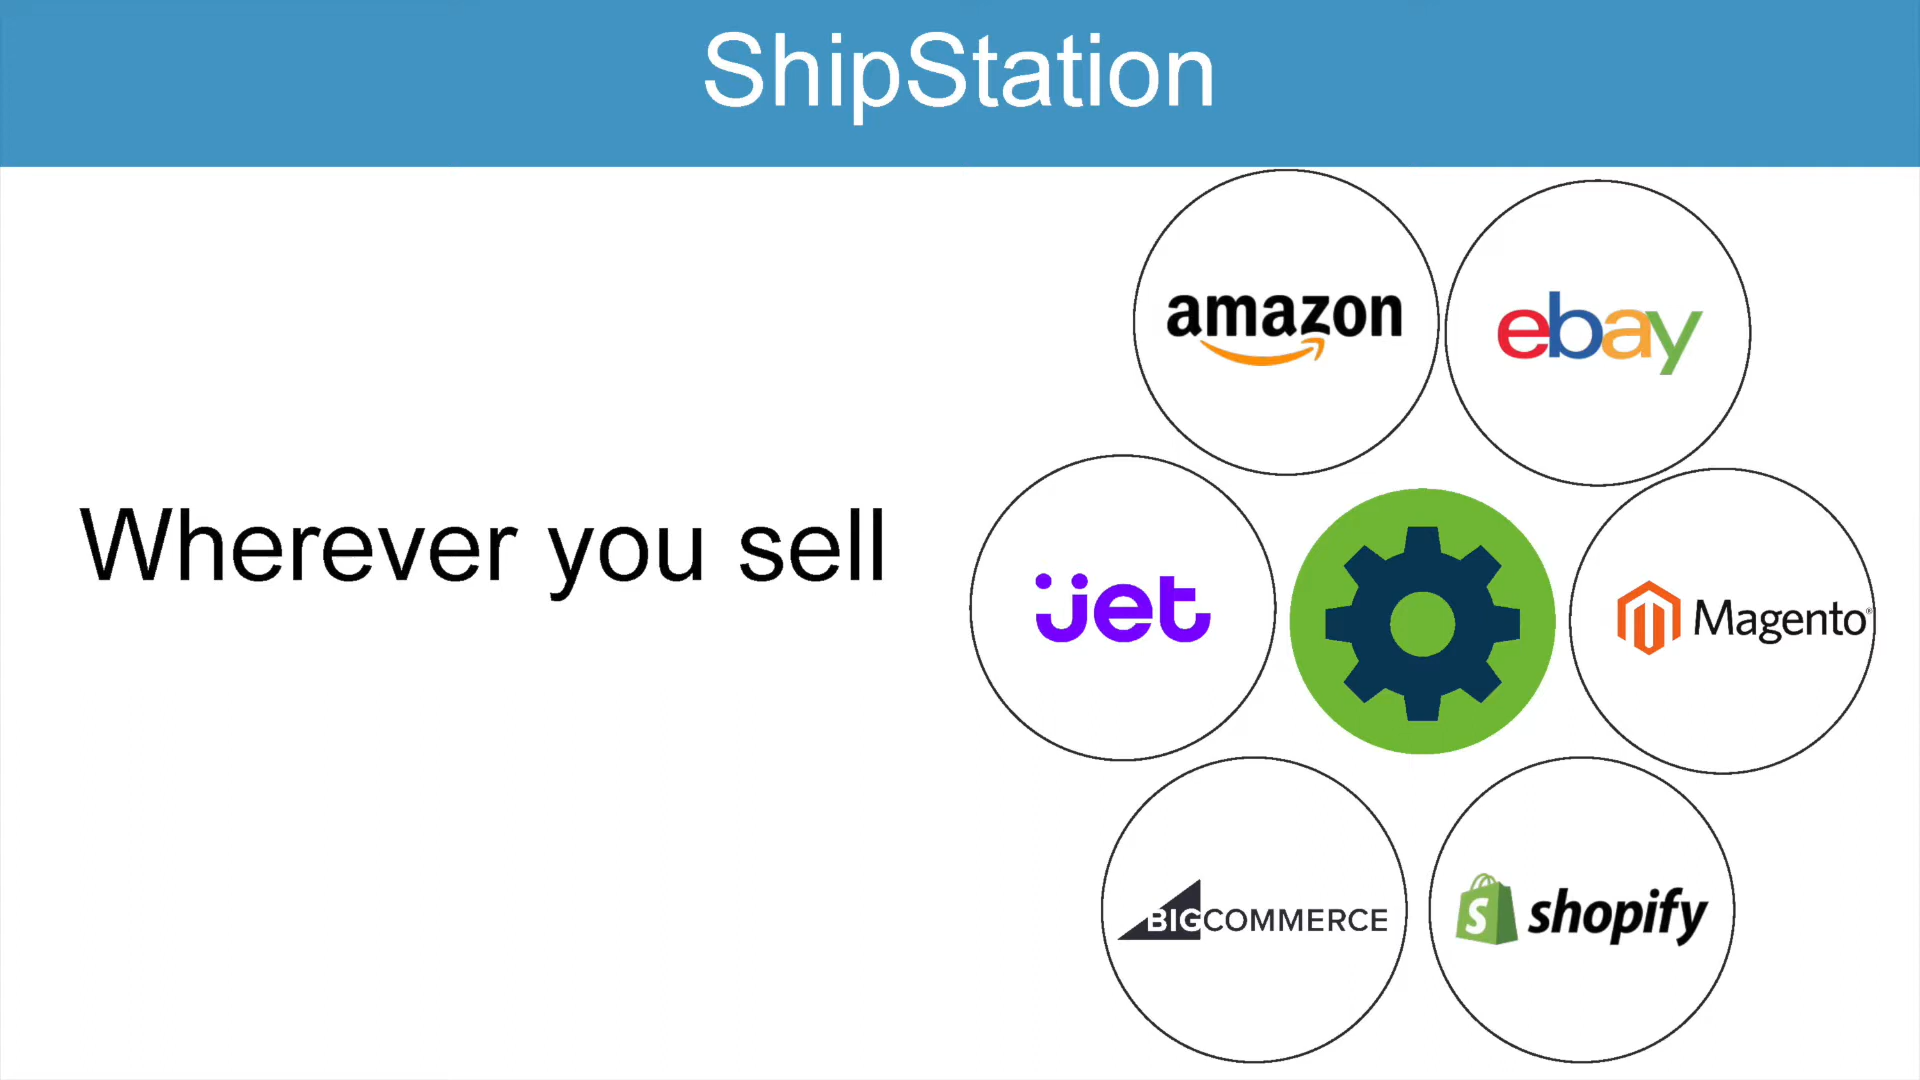 ShipStation
amazon
ebay
Wherever you sell
jet
Magento®
BIGCOMMERCE
S shopify